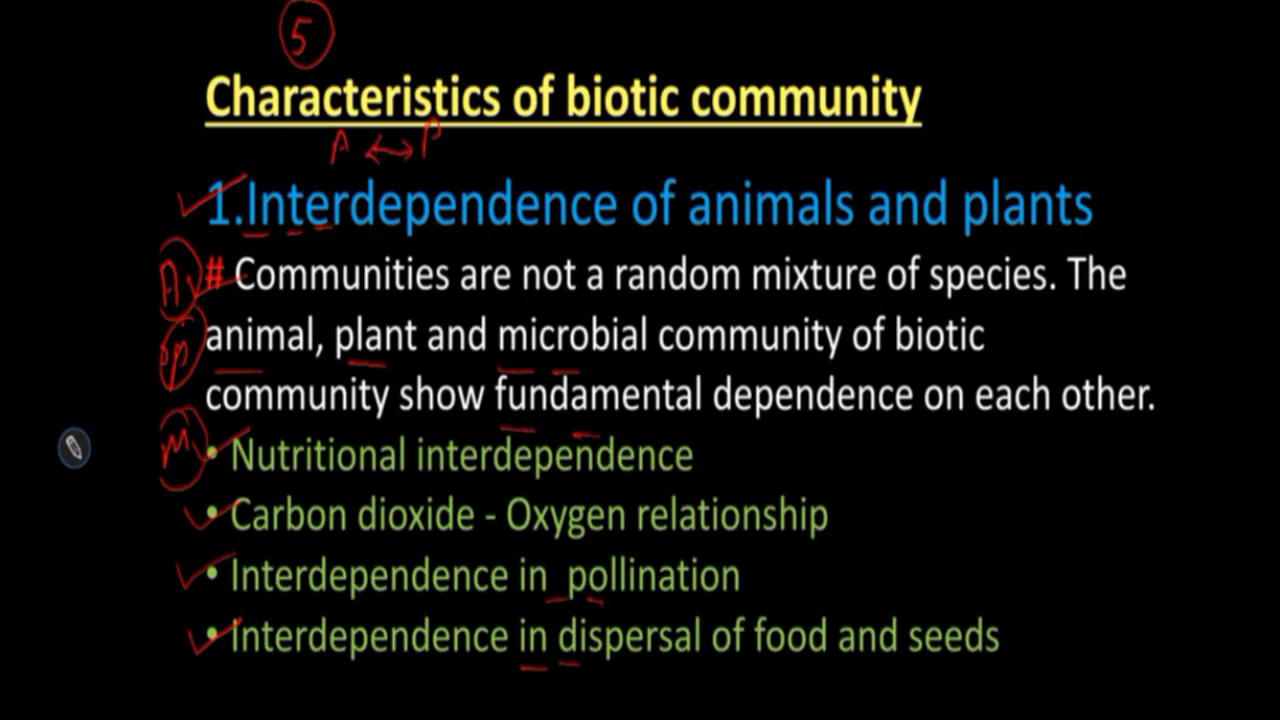 5
Characteristics of biotic community
A ↔ P
1.Interdependence of animals and plants
A # Communities are not a random mixture of species. The
P animal, plant and microbial community of biotic
community show fundamental dependence on each other.
M • Nutritional interdependence
• Carbon dioxide - Oxygen relationship
• Interdependence in pollination
• Interdependence in dispersal of food and seeds